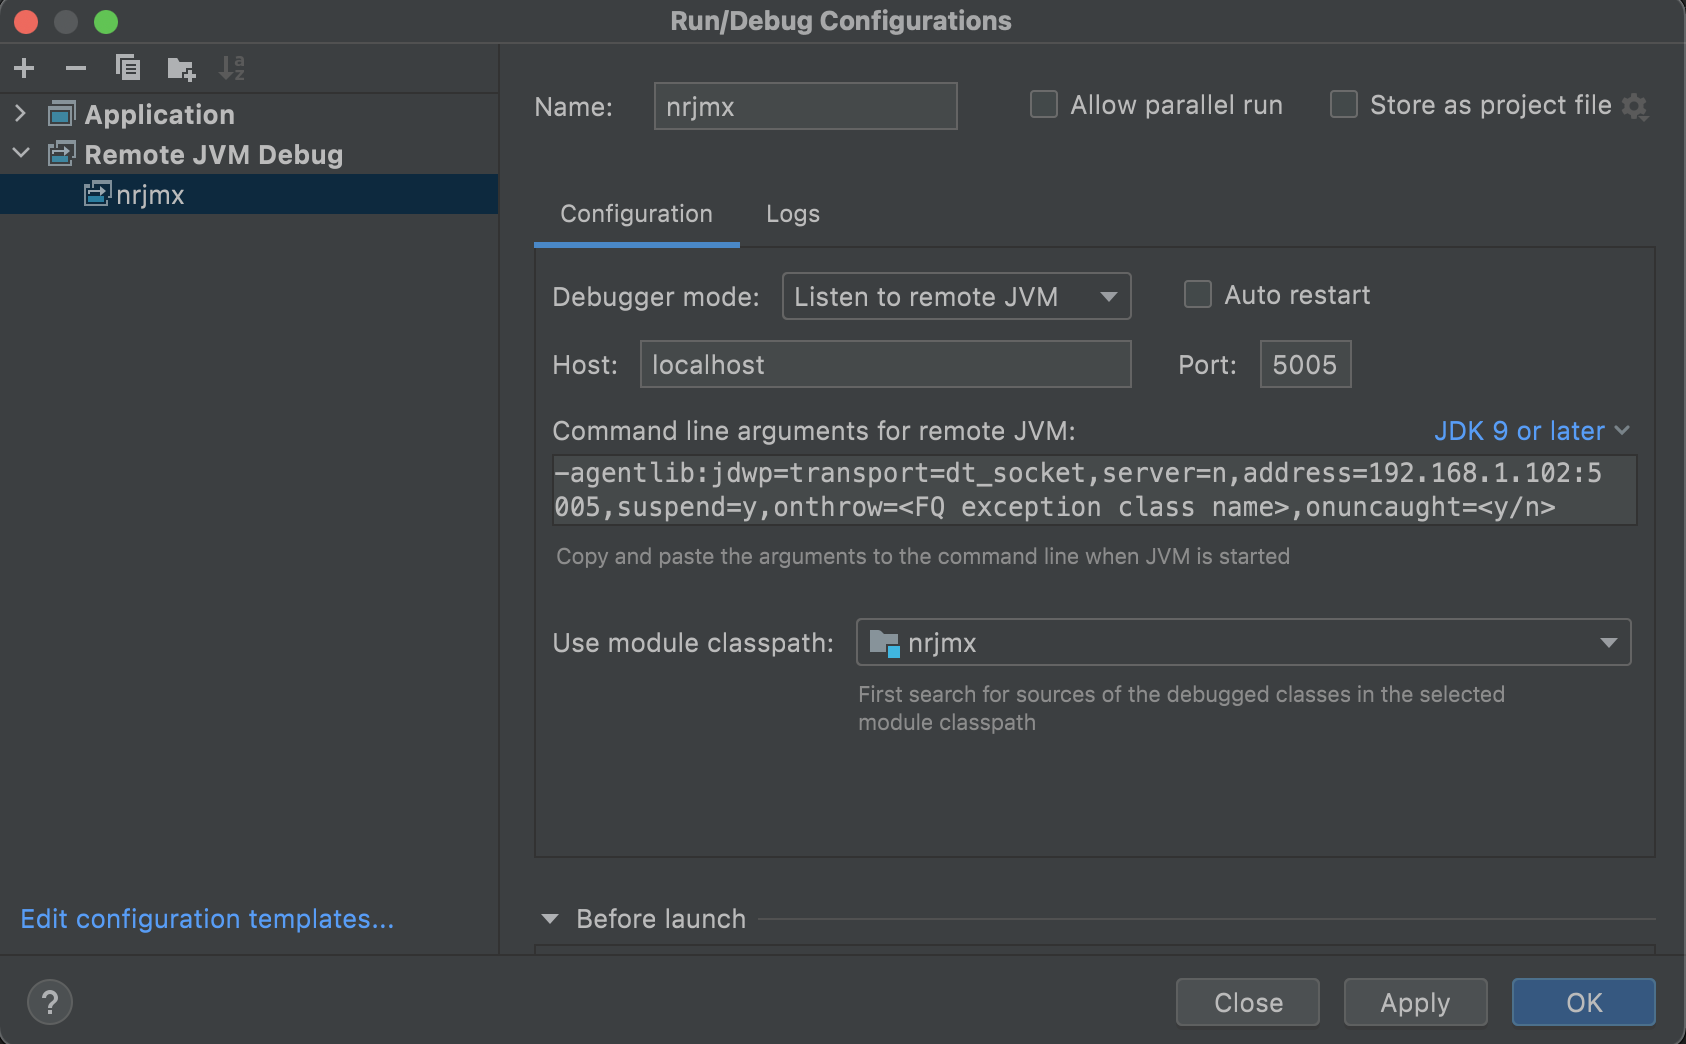 Run/Debug Configurations
Application
Remote JVM Debug
nrjmx
Edit configuration templates...
Name: nrjmx
Allow parallel run
Store as project file
Configuration Logs
Debugger mode: Listen to remote JVM
Auto restart
Host: localhost
Port: 5005
Command line arguments for remote JVM:
JDK 9 or later
-agentlib:jdwp=transport=dt_socket,server=n,address=192.168.1.102:5
005,suspend=y,onthrow=<FQ exception class name>,onuncaught=<y/n>
Copy and paste the arguments to the command line when JVM is started
Use module classpath: nrjmx
First search for sources of the debugged classes in the selected
module classpath
Before launch
?
Close Apply OK